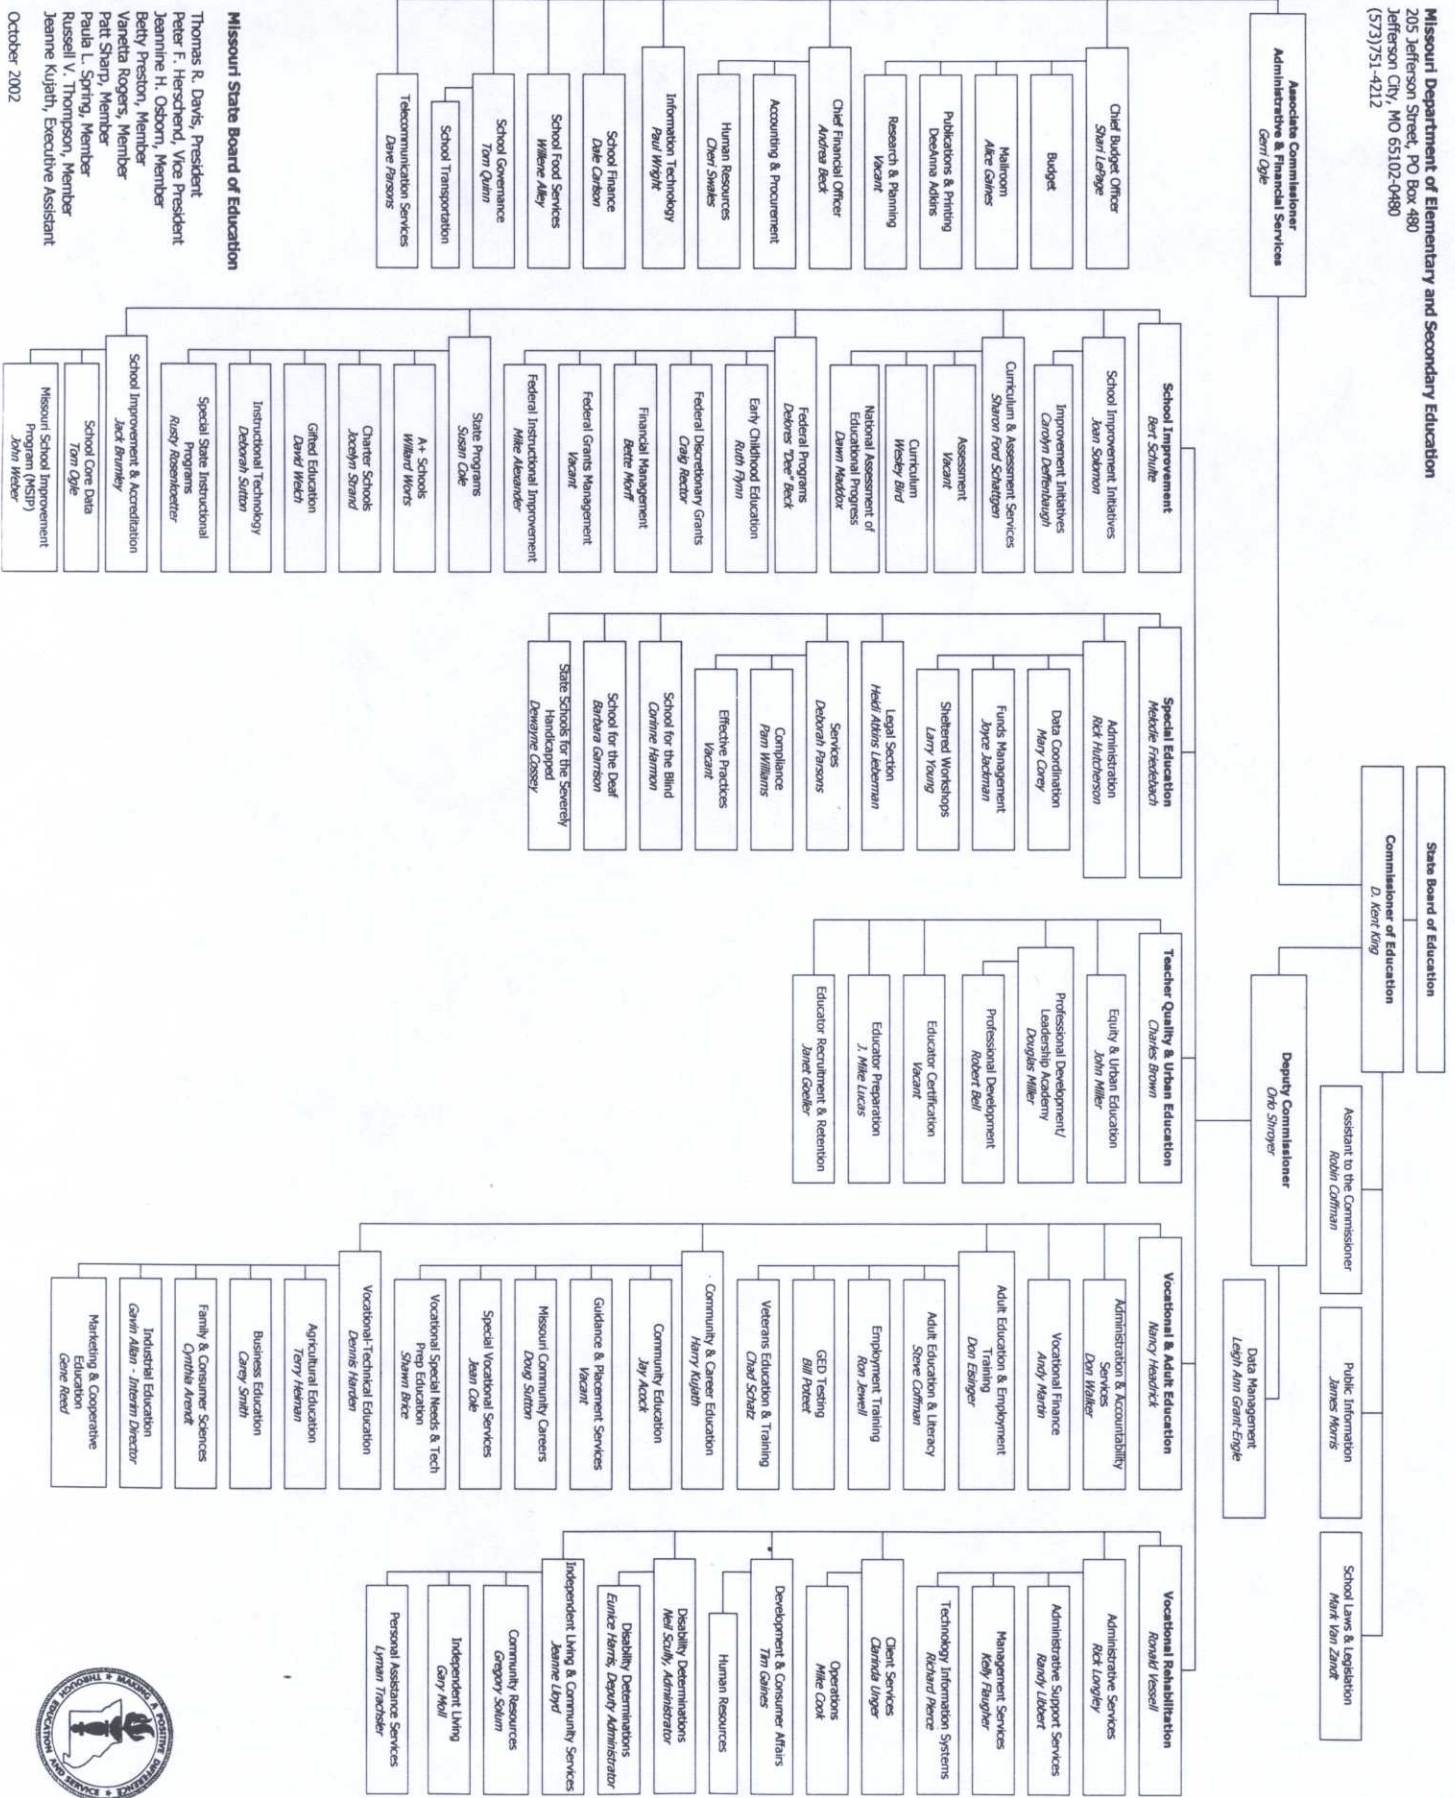 Missouri Department of Elementary and Secondary Education
205 Jefferson Street, PO Box 480
Jefferson City, MO 65102-0480
(573)751-4212
State Board of Education
Commissioner of Education
D. Kent King
Assistant to the Commissioner
Robin Coffman
Public Information
James Morris
School Laws & Legislation
Mark Van Zandt
Associate Commissioner
Administrative & Financial Services
Gerri Ogle
Deputy Commissioner
Orlo Shroyer
Data Management
Leigh Ann Grant-Engle
Chief Budget Officer
Shari LePage
Budget
Mailroom
Alice Gaines
Publications & Printing
DeeAnna Adkins
Research & Planning
Vacant
Chief Financial Officer
Andrea Beck
Accounting & Procurement
Human Resources
Cheri Swales
Information Technology
Paul Wright
School Finance
Dale Carlson
School Food Services
Willene Alley
School Governance
Tom Quinn
School Transportation
Telecommunication Services
Dave Parsons
School Improvement
Bert Schulte
School Improvement Initiatives
Joan Solomon
Improvement Initiatives
Carolyn Deffenbaugh
Curriculum & Assessment Services
Sharon Ford Schattgen
Assessment
Vacant
Curriculum
Wesley Bird
National Assessment of
Educational Progress
Dawn Maddox
Federal Programs
Delores "Dee" Beck
Early Childhood Education
Ruth Flynn
Federal Discretionary Grants
Craig Rector
Financial Management
Bette Morff
Federal Grants Management
Vacant
Federal Instructional Improvement
Mike Alexander
State Programs
Susan Cole
A+ Schools
Willard Worts
Charter Schools
Jocelyn Strand
Gifted Education
David Welch
Instructional Technology
Deborah Sutton
Special State Instructional
Programs
Rusty Rosenkoetter
School Improvement & Accreditation
Jack Brumley
School Core Data
Tom Ogle
Missouri School Improvement
Program (MSIP)
John Weber
Special Education
Melodie Friedebach
Administration
Rick Hutcherson
Data Coordination
Mary Corey
Funds Management
Joyce Jackman
Sheltered Workshops
Larry Young
Legal Section
Heidi Atkins Lieberman
Services
Deborah Parsons
Compliance
Pam Williams
Effective Practices
Vacant
School for the Blind
Corinne Harmon
School for the Deaf
Barbara Garrison
State Schools for the Severely
Handicapped
Dewayne Cossey
Teacher Quality & Urban Education
Charles Brown
Equity & Urban Education
John Miller
Professional Development/
Leadership Academy
Douglas Miller
Professional Development
Robert Bell
Educator Certification
Vacant
Educator Preparation
J. Mike Lucas
Educator Recruitment & Retention
Janet Goeller
Vocational & Adult Education
Nancy Headrick
Administration & Accountability
Services
Don Walker
Vocational Finance
Andy Martin
Adult Education & Employment
Training
Don Eisinger
Adult Education & Literacy
Steve Coffman
Employment Training
Ron Jewell
GED Testing
Bill Poteet
Veterans Education & Training
Chad Schatz
Community & Career Education
Harry Kujath
Community Education
Jay Acock
Guidance & Placement Services
Vacant
Missouri Community Careers
Doug Sutton
Special Vocational Services
Jean Cole
Vocational Special Needs & Tech
Prep Education
Shawn Brice
Vocational-Technical Education
Dennis Harden
Agricultural Education
Terry Heiman
Business Education
Carey Smith
Family & Consumer Sciences
Cynthia Arendt
Industrial Education
Gavin Allan - Interim Director
Marketing & Cooperative
Education
Gene Reed
Vocational Rehabilitation
Ronald Vessell
Administrative Services
Rick Longley
Administrative Support Services
Randy Libbert
Management Services
Kelly Flaugher
Technology Information Systems
Richard Pierce
Client Services
Clarinda Unger
Operations
Mike Cook
Development & Consumer Affairs
Tim Gaines
Human Resources
Disability Determinations
Neil Scully, Administrator
Disability Determinations
Eunice Harris, Deputy Administrator
Independent Living & Community Services
Jeanne Lloyd
Community Resources
Gregory Solum
Independent Living
Gary Moll
Personal Assistance Services
Lyman Trachsler
Missouri State Board of Education
Thomas R. Davis, President
Peter F. Herschend, Vice President
Jeannine H. Osborn, Member
Betty Preston, Member
Vanetta Rogers, Member
Patt Sharp, Member
Paula L. Spring, Member
Russell V. Thompson, Member
Jeanne Kujath, Executive Assistant
October 2002
MAKING A POSITIVE DIFFERENCE THROUGH EDUCATION AND SERVICE